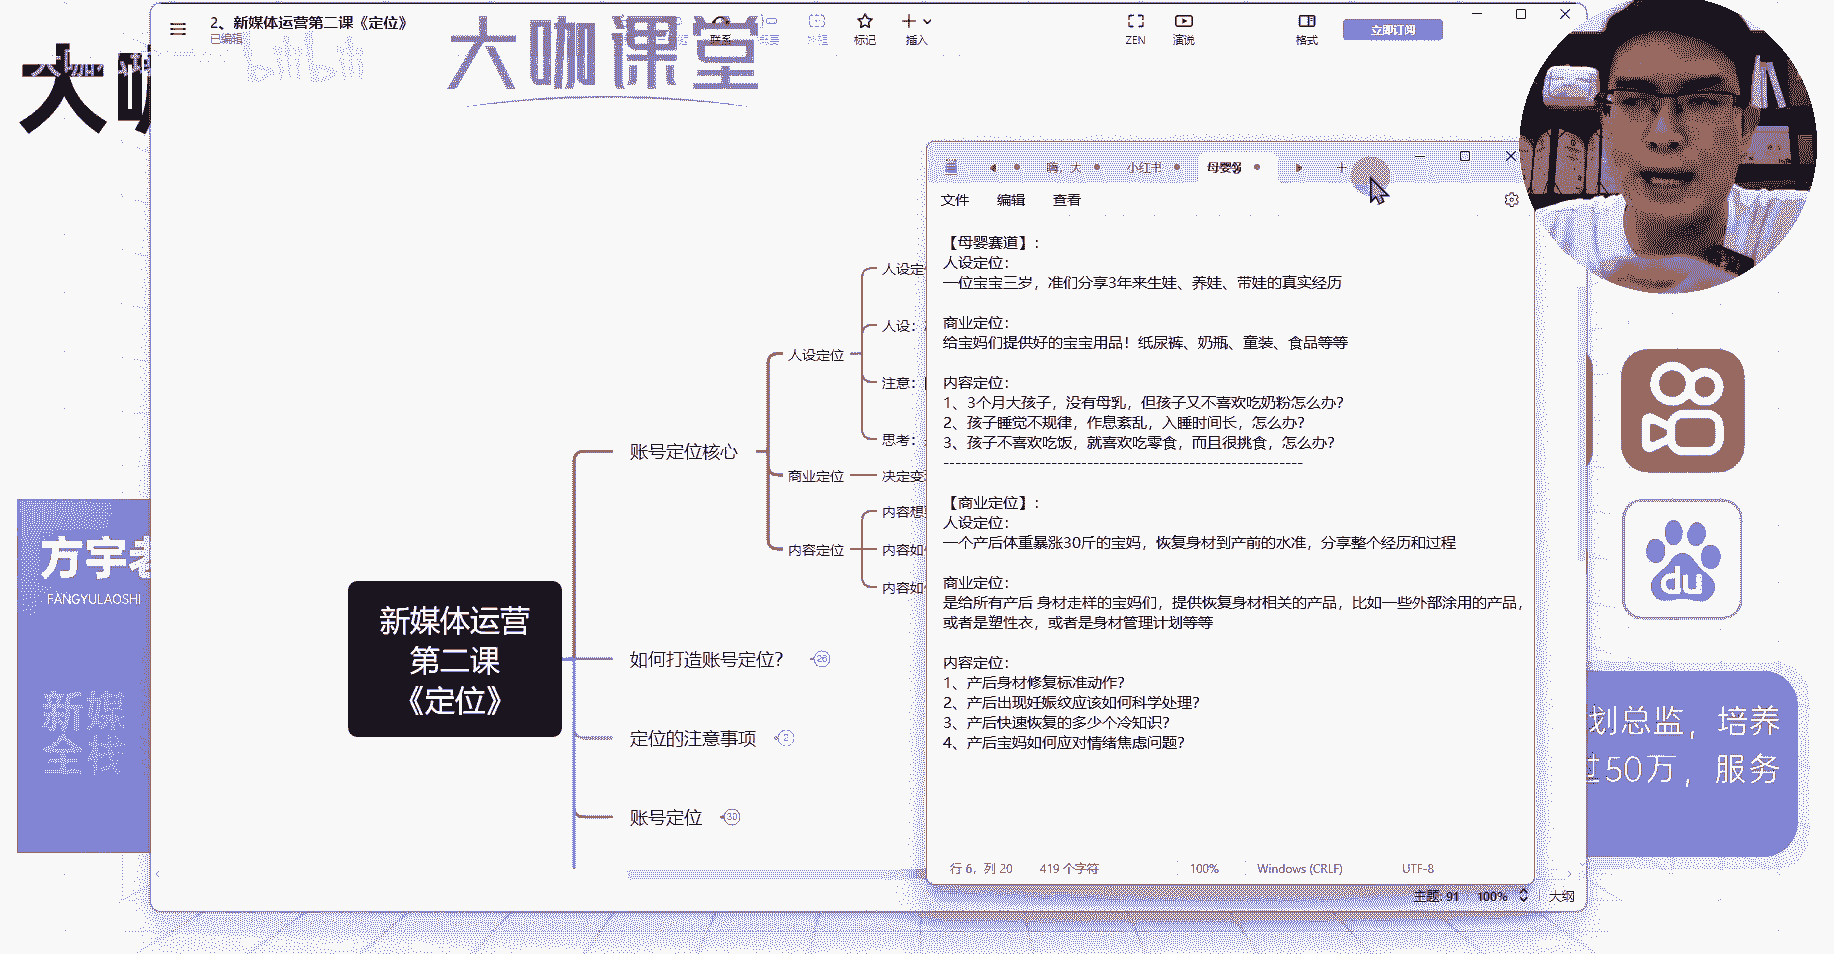 2、新媒体运营第二课《定位》
已编辑
bilibili
大咖课堂
联系
标记
插入
ZEN
演说
格式
立即订阅
大咖
小红书
母婴
文件
编辑
查看
【母婴赛道】:
人设定位:
一位宝宝三岁，准们分享3年来生娃、养娃、带娃的真实经历
商业定位:
给宝妈们提供好的宝宝用品！纸尿裤、奶瓶、童装、食品等等
内容定位:
1、3个月大孩子，没有母乳，但孩子又不喜欢吃奶粉怎么办？
2、孩子睡觉不规律，作息紊乱，入睡时间长，怎么办？
3、孩子不喜欢吃饭，就喜欢吃零食，而且很挑食，怎么办？
------------------------------------------------------------
【商业定位】:
人设定位:
一个产后体重暴涨30斤的宝妈，恢复身材到产前的水准，分享整个经历和过程
商业定位:
是给所有产后 身材走样的宝妈们，提供恢复身材相关的产品，比如一些外部涂用的产品，
或者是塑性衣，或者是身材管理计划等等
内容定位:
1、产后身材修复标准动作？
2、产后出现妊娠纹应该如何科学处理？
3、产后快速恢复的多少个冷知识？
4、产后宝妈如何应对情绪焦虑问题？
行 6，列 20
419 个字符
100%
Windows (CRLF)
UTF-8
人设定
人设：
注意：
思考：
人设定位
账号定位核心
商业定位
决定变
内容想
内容定位
内容如
内容如
新媒体运营
第二课
《定位》
如何打造账号定位？
26
定位的注意事项
2
账号定位
30
方宇老
FANGYULAOSHI
新媒
全栈
du
划总监，培养
过50万，服务
主题: 91
100%
大纲